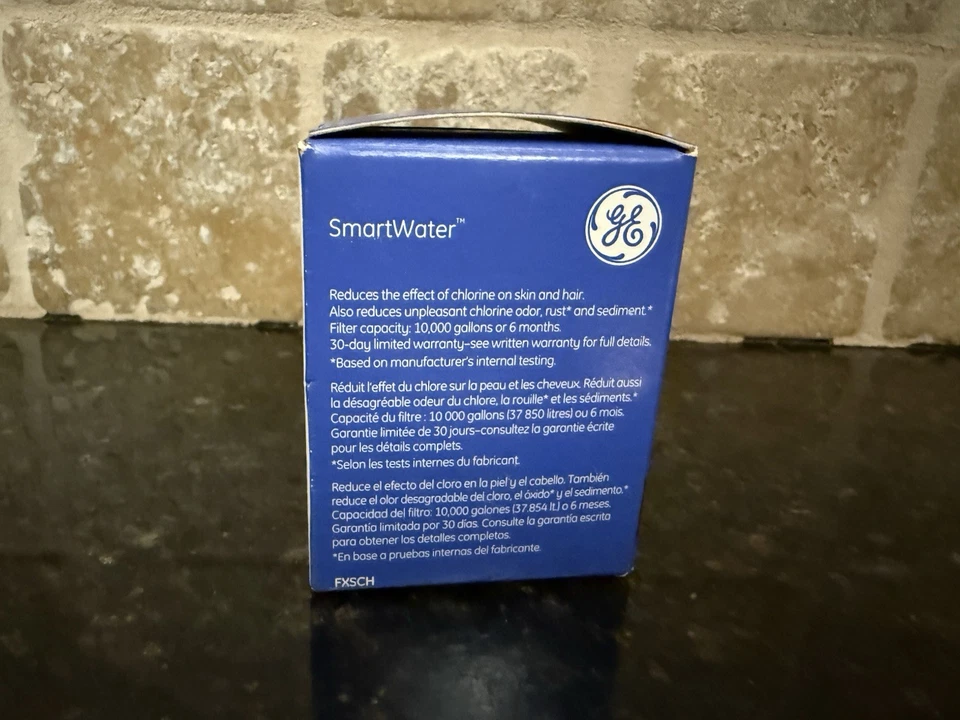 SmartWater™
GE
Reduces the effect of chlorine on skin and hair.
Also reduces unpleasant chlorine odor, rust* and sediment.*
Filter capacity: 10,000 gallons or 6 months.
30-day limited warranty–see written warranty for full details.
*Based on manufacturer's internal testing.
Réduit l'effet du chlore sur la peau et les cheveux. Réduit aussi
la désagréable odeur du chlore, la rouille* et les sédiments.*
Capacité du filtre : 10 000 gallons (37 850 litres) ou 6 mois.
Garantie limitée de 30 jours–consultez la garantie écrite
pour les détails complets.
*Selon les tests internes du fabricant.
Reduce el efecto del cloro en la piel y el cabello. También
reduce el olor desagradable del cloro, el óxido* y el sedimento.*
Capacidad del filtro: 10,000 galones (37.854 lt.) o 6 meses.
Garantía limitada por 30 días. Consulte la garantía escrita
para obtener los detalles completos.
*En base a pruebas internas del fabricante.
FXSCH